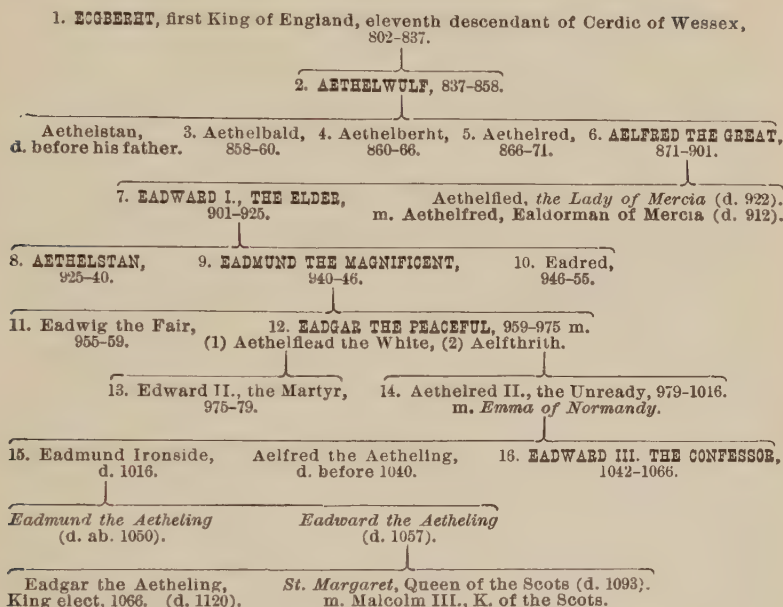 1. ECGBERHT, first King of England, eleventh descendant of Cerdic of Wessex,
802-837.
2. AETHELWULF, 837-858.
Aethelstan, 3. Aethelbald, 4. Aethelberht, 5. Aethelred, 6. AELFRED THE GREAT,
d. before his father. 858-60. 860-66. 866-71. 871-901.
7. EADWARD I., THE ELDER, Aethelfled, the Lady of Mercia (d. 922).
901-925. m. Aethelfred, Ealdorman of Mercia (d. 912).
8. AETHELSTAN, 9. EADMUND THE MAGNIFICENT, 10. Eadred,
925-40. 940-46. 946-55.
11. Eadwig the Fair, 12. EADGAR THE PEACEFUL, 959-975 m.
955-59. (1) Aethelflead the White, (2) Aelfthrith.
13. Edward II., the Martyr, 14. Aethelred II., the Unready, 979-1016.
975-79. m. Emma of Normandy.
15. Eadmund Ironside, Aelfred the Aetheling, 16. EADWARD III. THE CONFESSOR,
d. 1016. d. before 1040. 1042-1066.
Eadmund the Aetheling Eadward the Aetheling
(d. ab. 1050). (d. 1057).
Eadgar the Aetheling, St. Margaret, Queen of the Scots (d. 1093).
King elect, 1066. (d. 1120). m. Malcolm III., K. of the Scots.